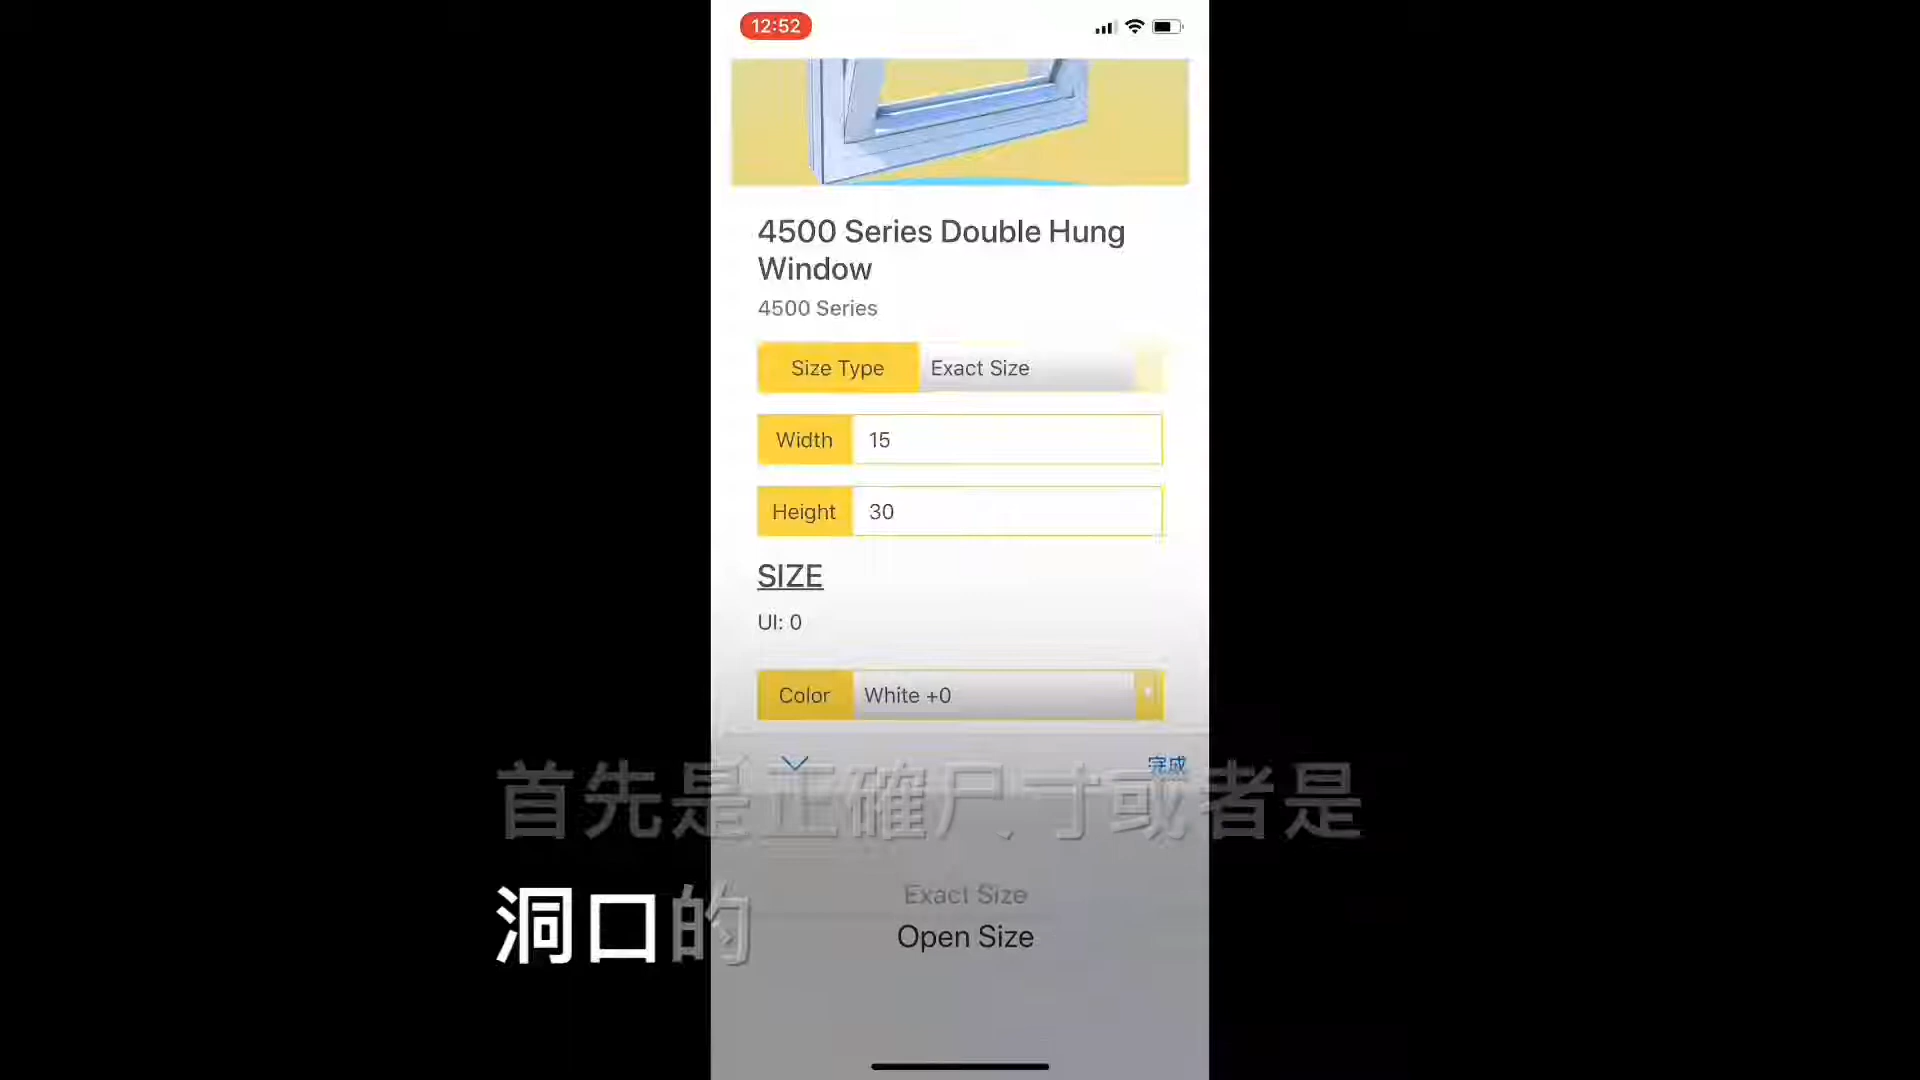 12:52
4500 Series Double Hung
Window
4500 Series
Size Type Exact Size
Width 15
Height 30
SIZE
UI: 0
Color White +0
完成
首先是正確尺寸或者是
洞口的
Exact Size
Open Size